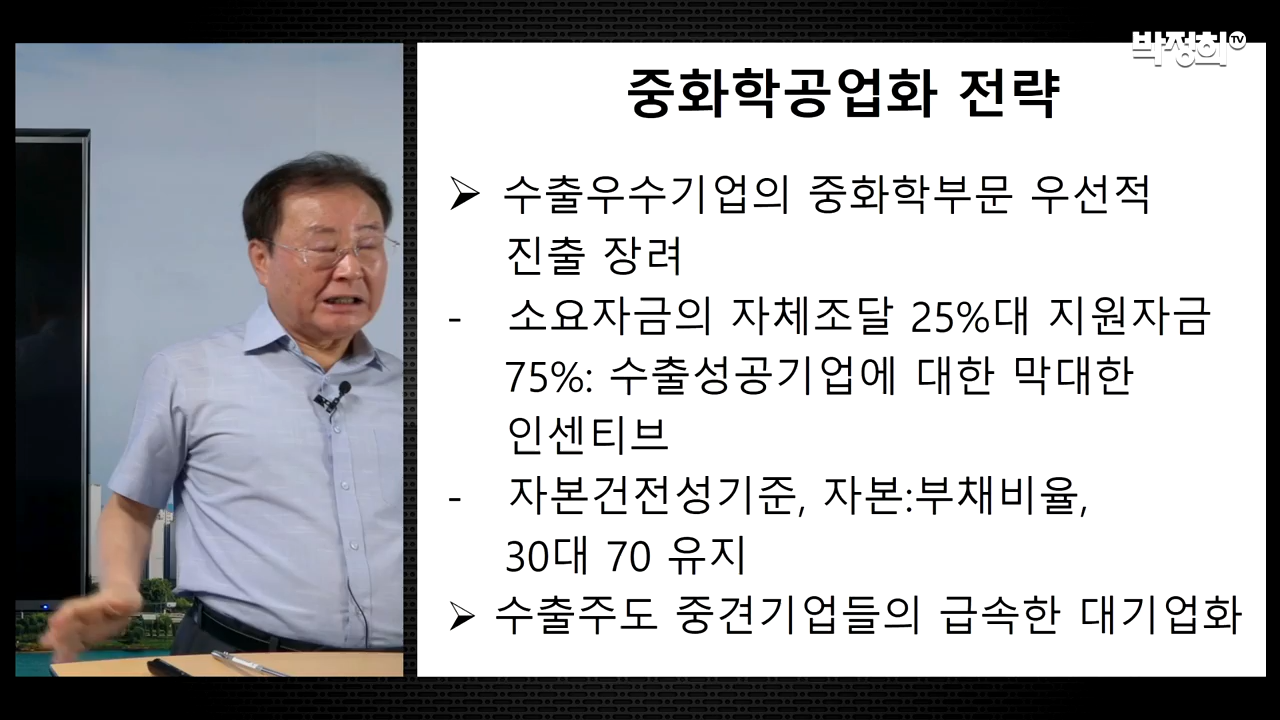 박정희TV
중화학공업화 전략
➢ 수출우수기업의 중화학부문 우선적
진출 장려
- 소요자금의 자체조달 25%대 지원자금
75%: 수출성공기업에 대한 막대한
인센티브
- 자본건전성기준, 자본:부채비율,
30대 70 유지
➢ 수출주도 중견기업들의 급속한 대기업화